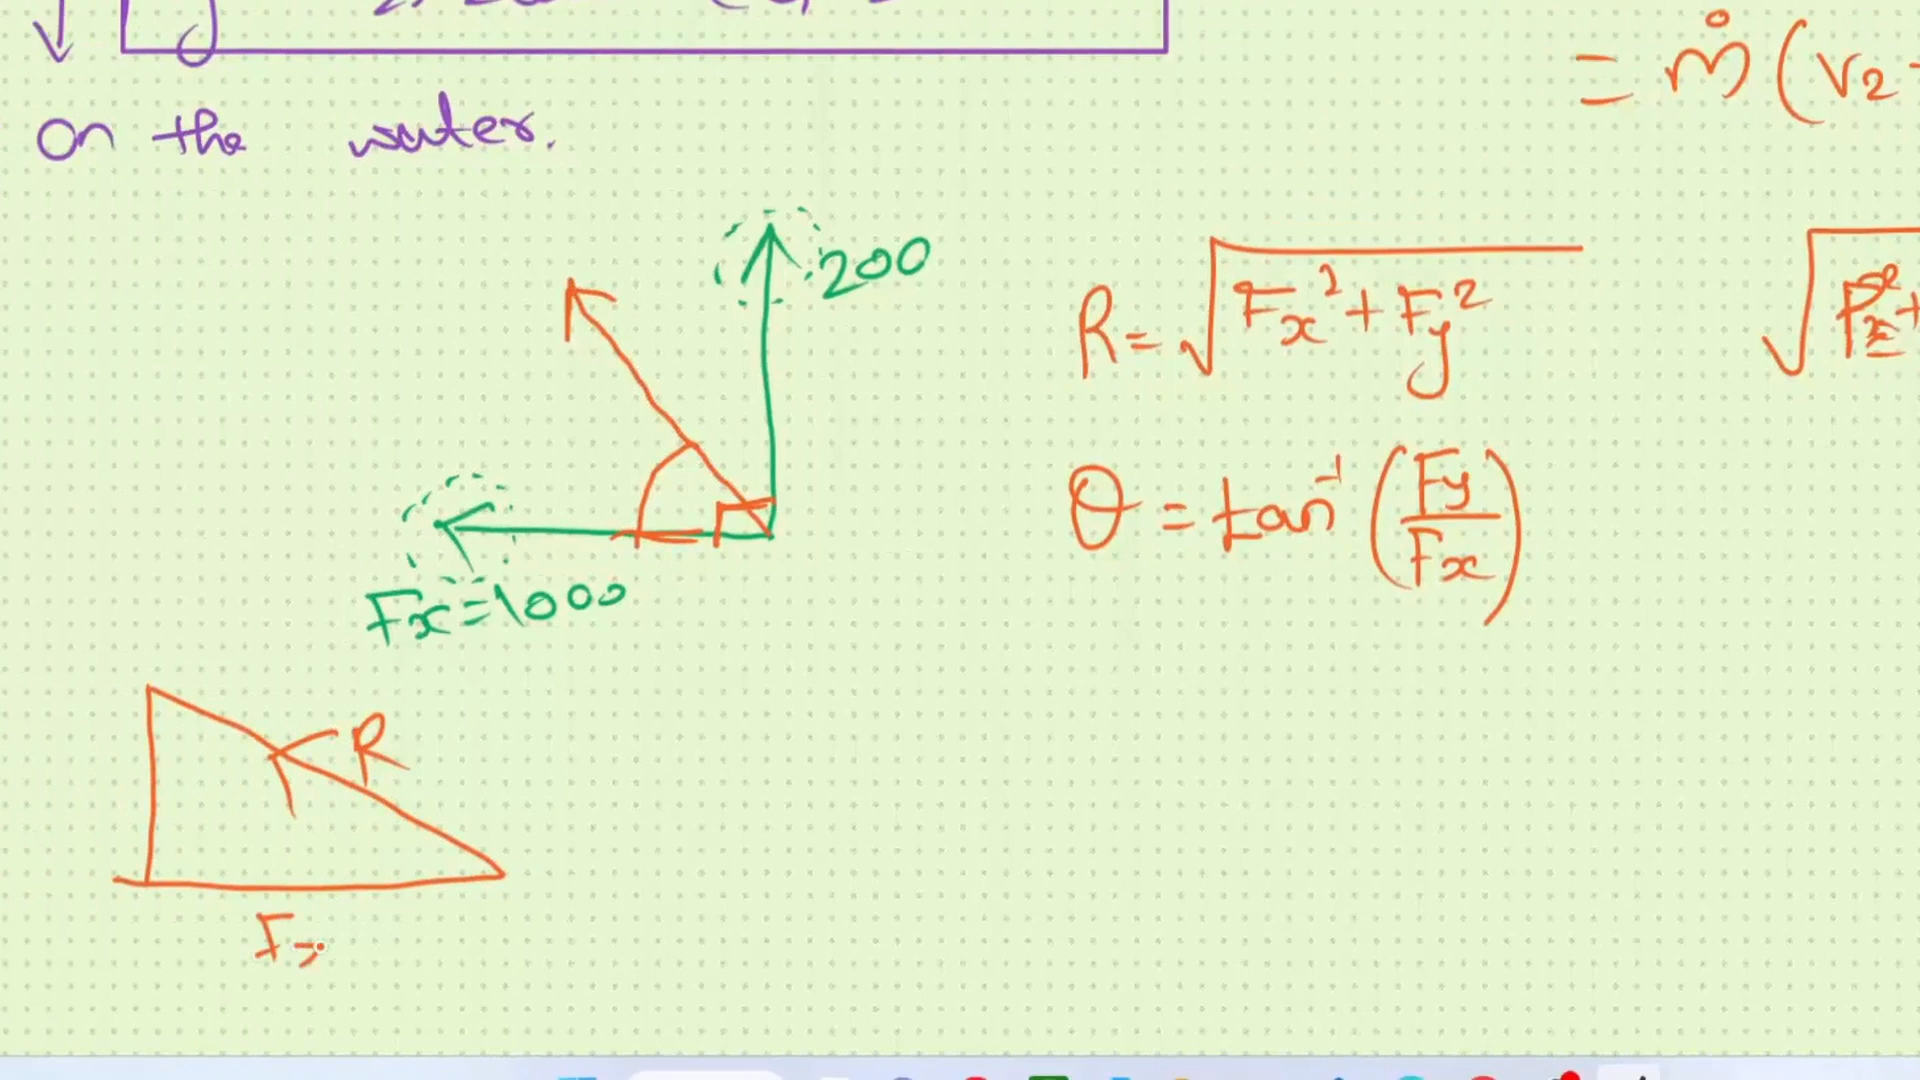 = ṁ (V₂
on the water.
200
R = √Fx² + Fy²
θ = tan⁻¹ (Fy/Fx)
Fx = 1000
R
F